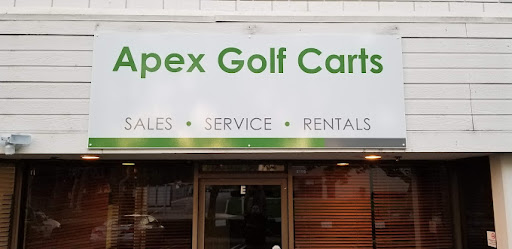 Apex Golf Carts
SALES • SERVICE • RENTALS